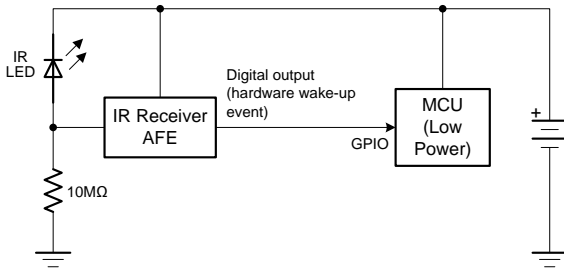 IR
LED
IR Receiver
AFE
Digital output
(hardware wake-up
event)
GPIO
MCU
(Low
Power)
+
10MΩ